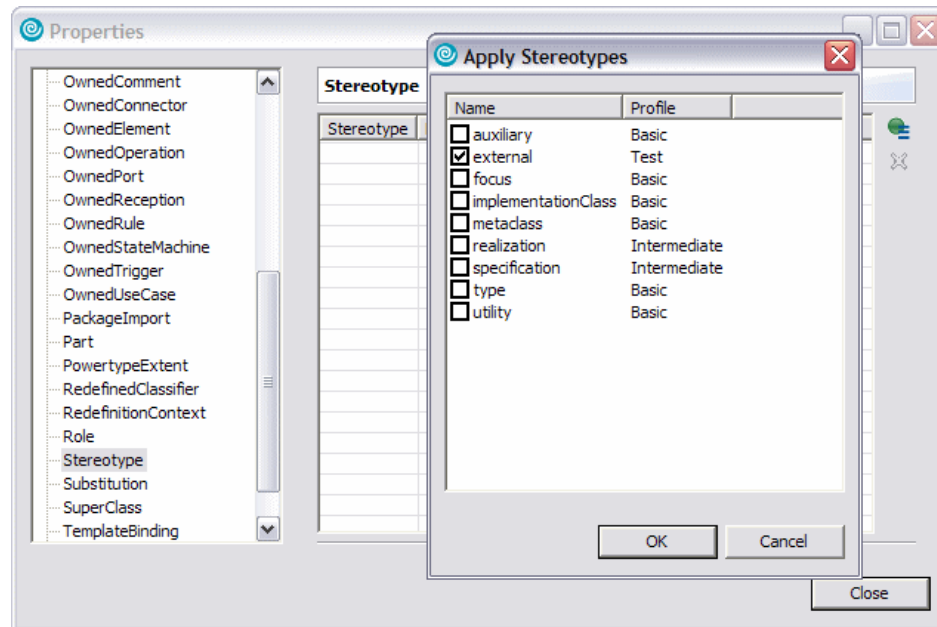 Properties
OwnedComment
OwnedConnector
OwnedElement
OwnedOperation
OwnedPort
OwnedReception
OwnedRule
OwnedStateMachine
OwnedTrigger
OwnedUseCase
PackageImport
Part
PowertypeExtent
RedefinedClassifier
RedefinitionContext
Role
Stereotype
Substitution
SuperClass
TemplateBinding
Stereotype
Stereotype
Apply Stereotypes
Name Profile
auxiliary Basic
external Test
focus Basic
implementationClass Basic
metaclass Basic
realization Intermediate
specification Intermediate
type Basic
utility Basic
OK Cancel
Close